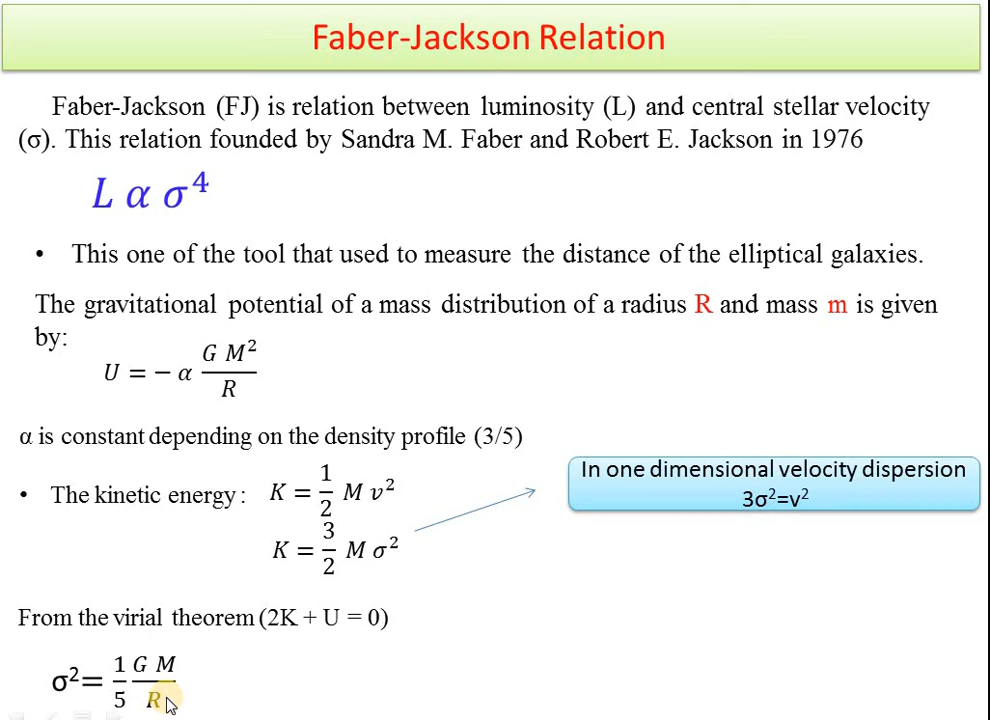 Faber-Jackson Relation
Faber-Jackson (FJ) is relation between luminosity (L) and central stellar velocity
(σ). This relation founded by Sandra M. Faber and Robert E. Jackson in 1976
L α σ⁴
• This one of the tool that used to measure the distance of the elliptical galaxies.
The gravitational potential of a mass distribution of a radius R and mass m is given
by:
U = − α G M² / R
α is constant depending on the density profile (3/5)
• The kinetic energy : K = 1/2 M v²
K = 3/2 M σ²
In one dimensional velocity dispersion
3σ²=v²
From the virial theorem (2K + U = 0)
σ²= 1/5 G M / R